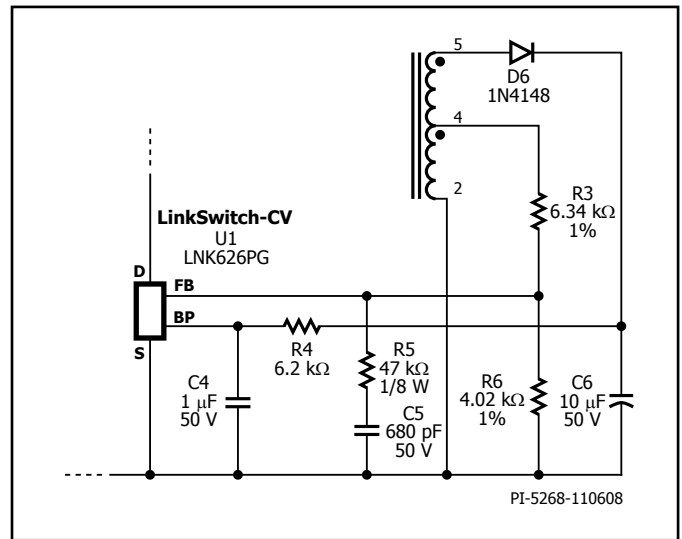 5
D6
1N4148
4
2
R3
6.34 kΩ
1%
LinkSwitch-CV
U1
LNK626PG
D
FB
BP
S
R4
6.2 kΩ
R5
47 kΩ
1/8 W
C4
1 μF
50 V
C5
680 pF
50 V
R6
4.02 kΩ
1%
C6
10 μF
50 V
PI-5268-110608